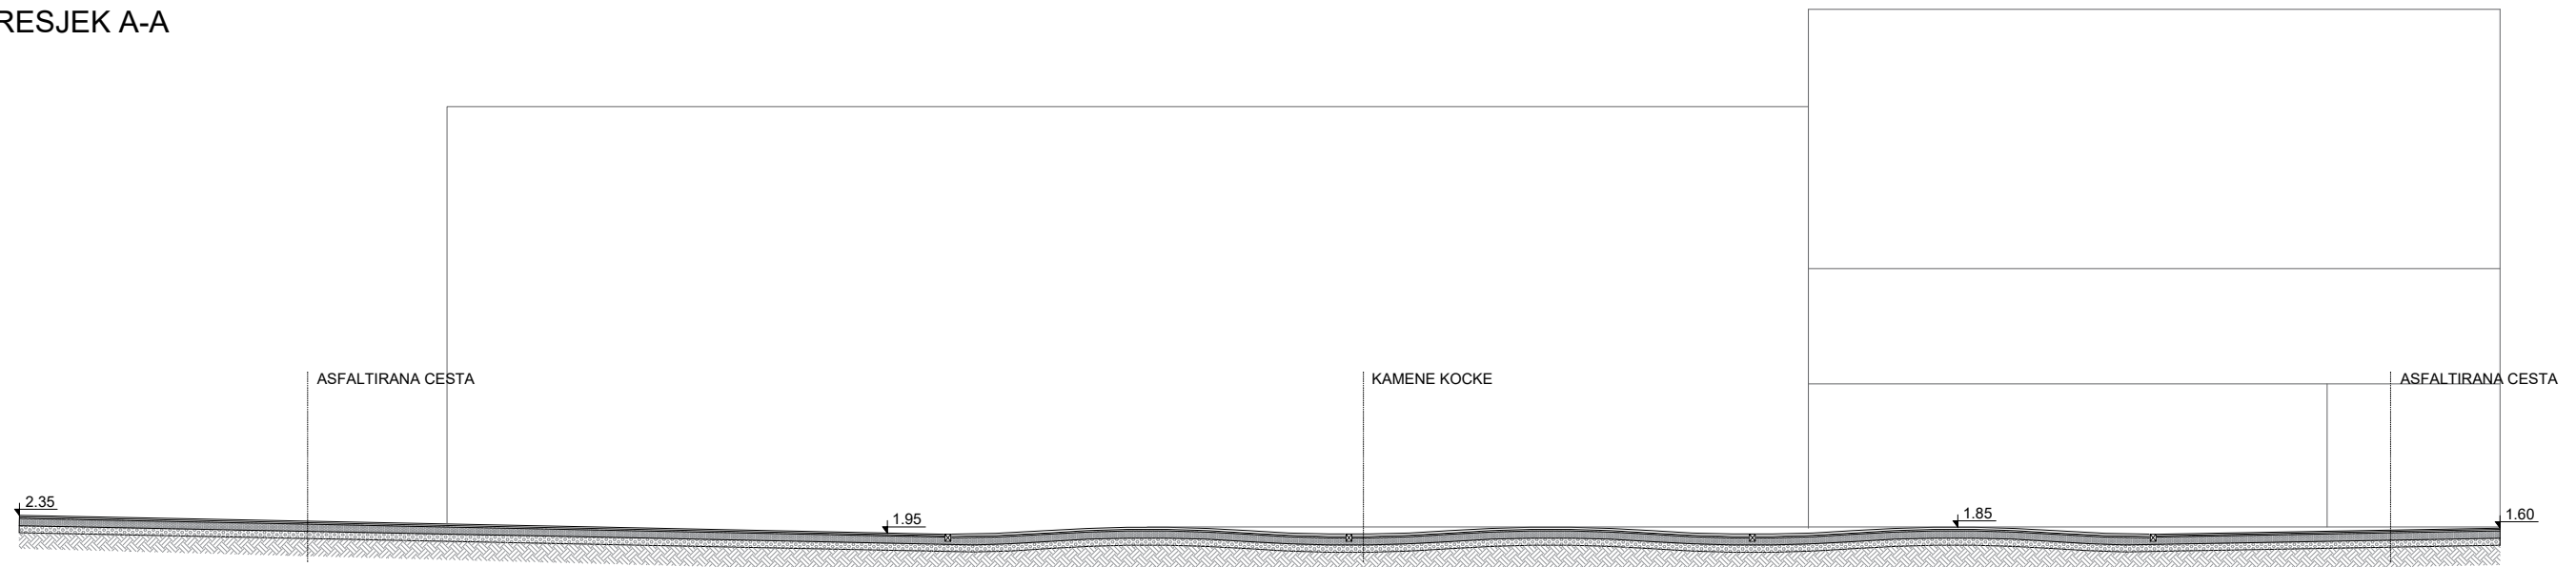 RESJEK A-A
ASFALTIRANA CESTA
KAMENE KOCKE
ASFALTIRANA CESTA
2.35
1.95
1.85
1.60